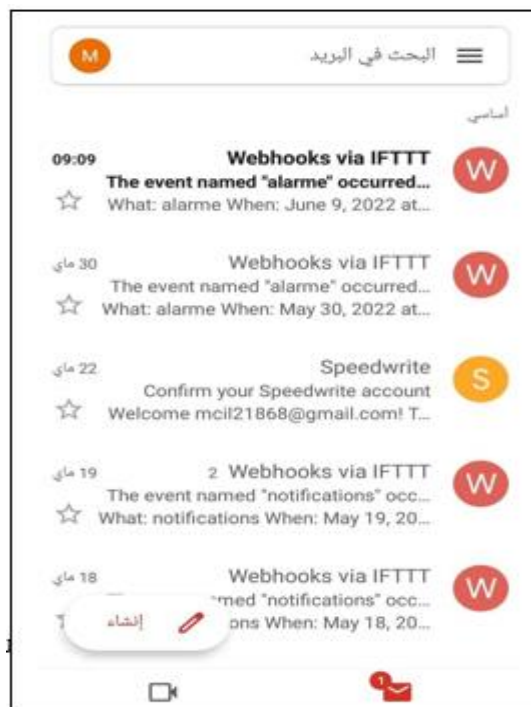 البحث في البريد
M
أساسي
W
Webhooks via IFTTT
09:09
The event named "alarme" occurred...
What: alarme When: June 9, 2022 at...
W
Webhooks via IFTTT
30 ماي
The event named "alarme" occurred...
What: alarme When: May 30, 2022 at...
S
Speedwrite
22 ماي
Confirm your Speedwrite account
Welcome mcil21868@gmail.com! T...
W
Webhooks via IFTTT 2
19 ماي
The event named "notifications" occ...
What: notifications When: May 19, 20...
W
Webhooks via IFTTT
18 ماي
named "notifications" occ...
When: May 18, 20...
إنشاء
1